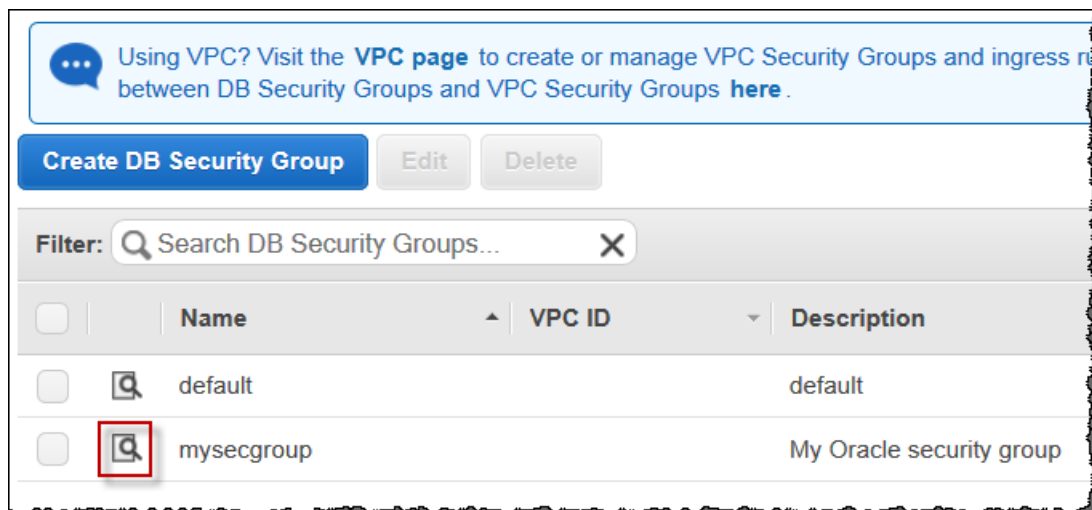 Using VPC? Visit the VPC page to create or manage VPC Security Groups and ingress
between DB Security Groups and VPC Security Groups here .
Create DB Security Group Edit Delete
Filter: Search DB Security Groups...
Name VPC ID Description
default default
mysecgroup My Oracle security group